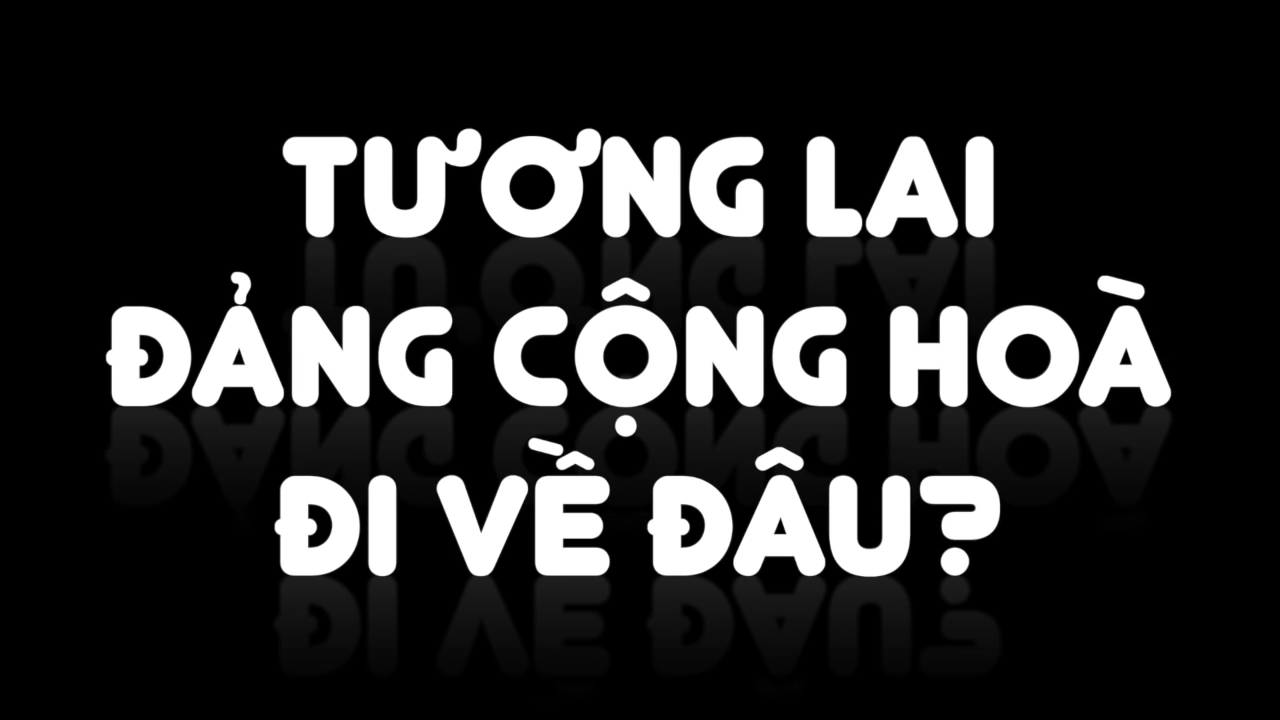 TƯƠNG LAI
ĐẢNG CỘNG HOÀ
ĐI VỀ ĐÂU?